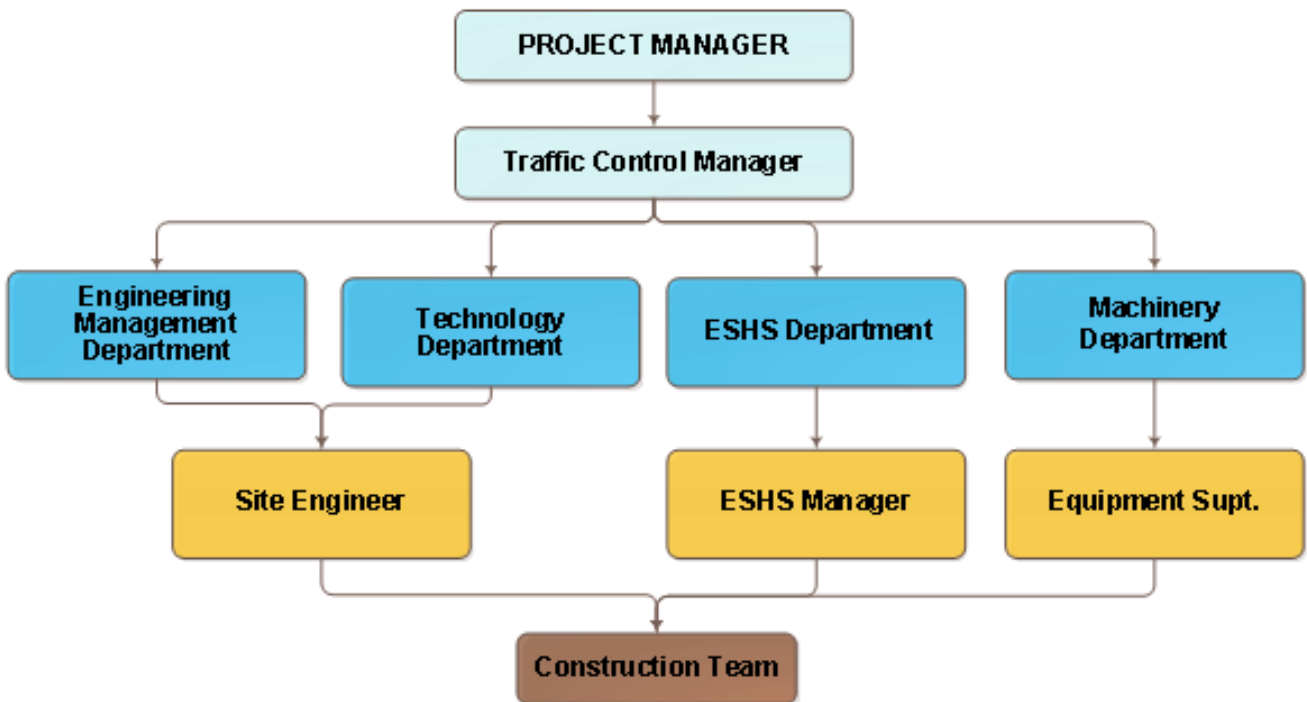 PROJECT MANAGER
Traffic Control Manager
Engineering
Management
Department
Technology
Department
ESHS Department
Machinery
Department
Site Engineer
ESHS Manager
Equipment Supt.
Construction Team